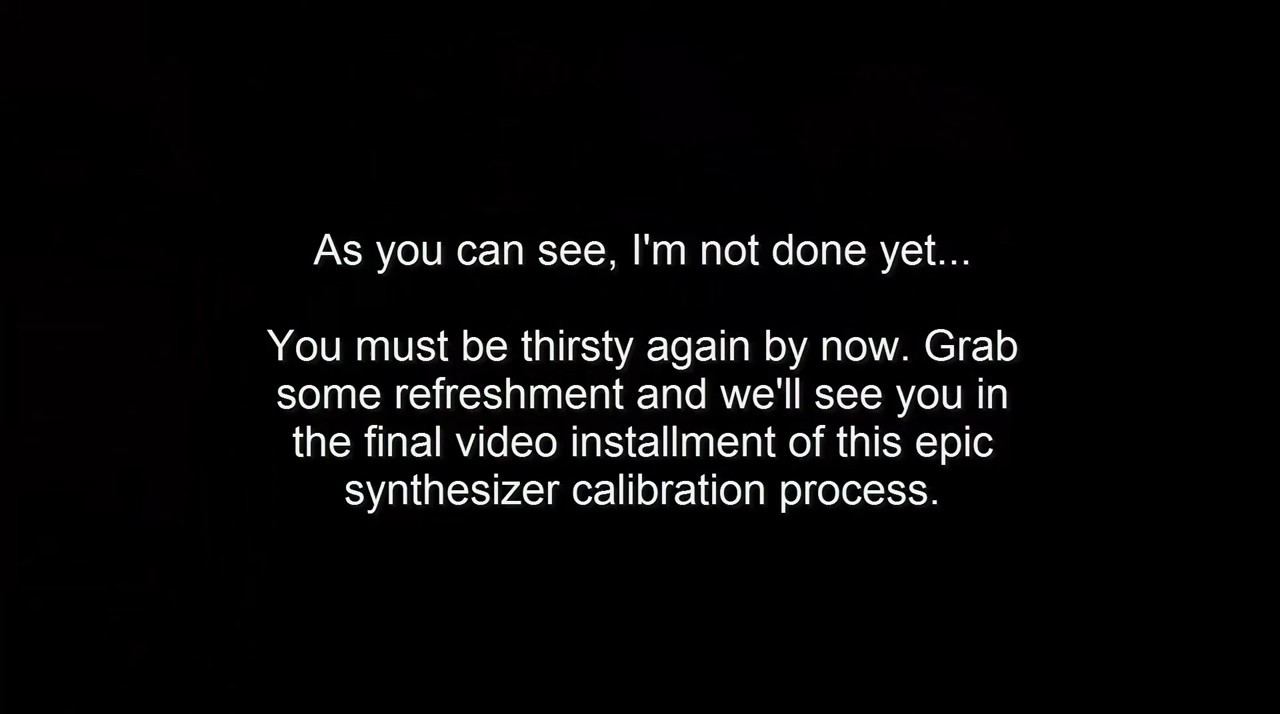 As you can see, I'm not done yet...
You must be thirsty again by now. Grab
some refreshment and we'll see you in
the final video installment of this epic
synthesizer calibration process.